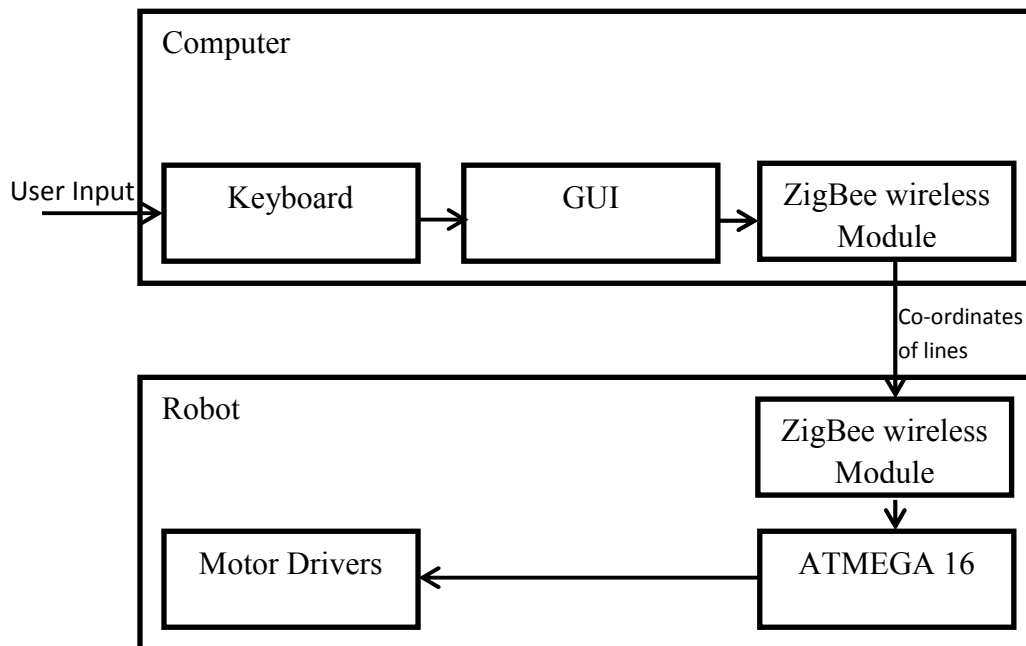 Computer
User Input
Keyboard
GUI
ZigBee wireless
Module
Co-ordinates
of lines
Robot
ZigBee wireless
Module
Motor Drivers
ATMEGA 16